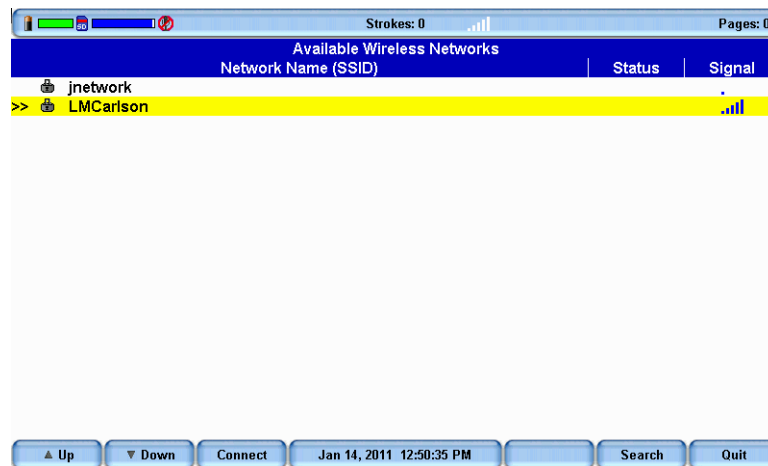 SD Strokes: 0 Pages: 0
Available Wireless Networks
Network Name (SSID) Status Signal
jnetwork
>> LMCarlson
Up Down Connect Jan 14, 2011 12:50:35 PM Search Quit